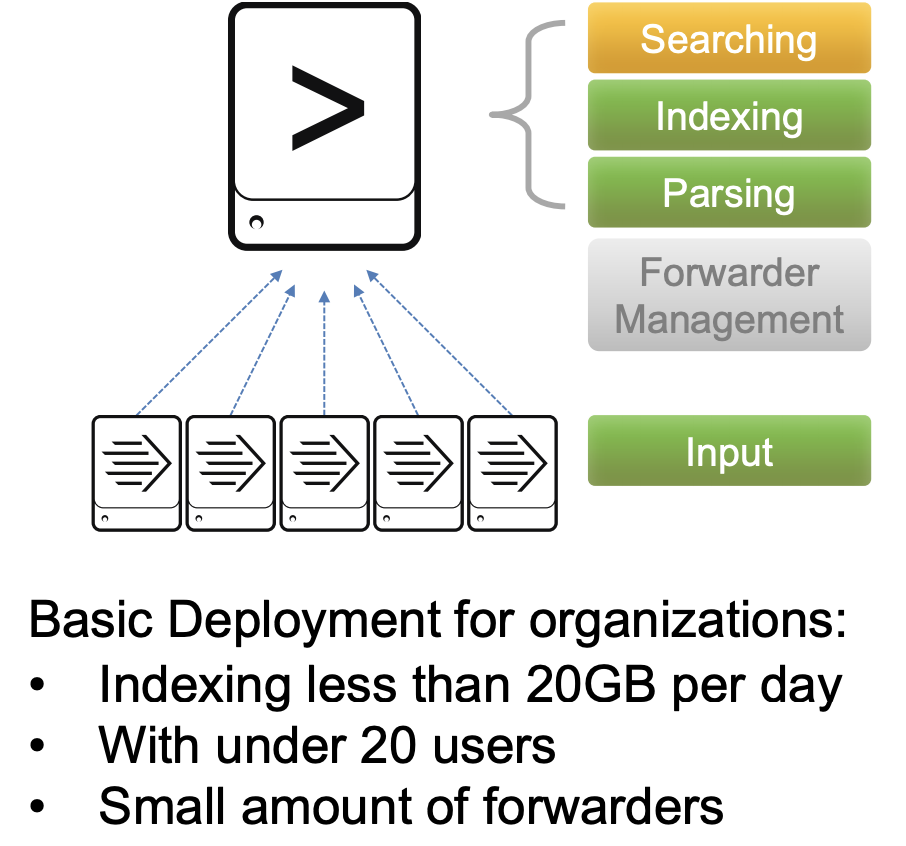 Searching
Indexing
Parsing
Forwarder
Management
Input
Basic Deployment for organizations:
• Indexing less than 20GB per day
• With under 20 users
• Small amount of forwarders